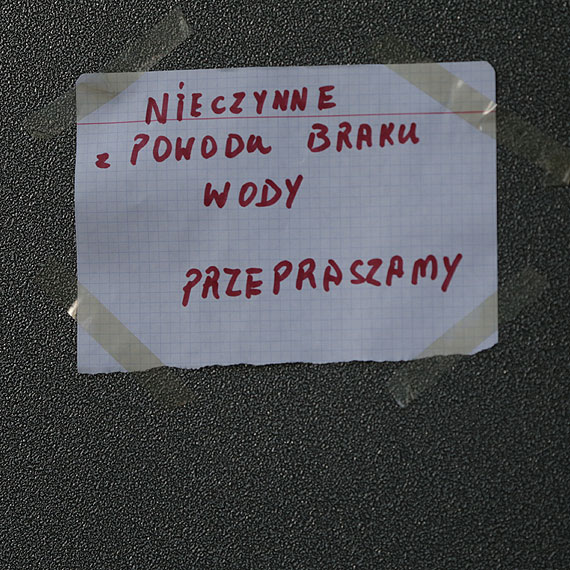 NIECZYNNE
z POWODU BRAKU
WODY
PRZEPRASZAMY